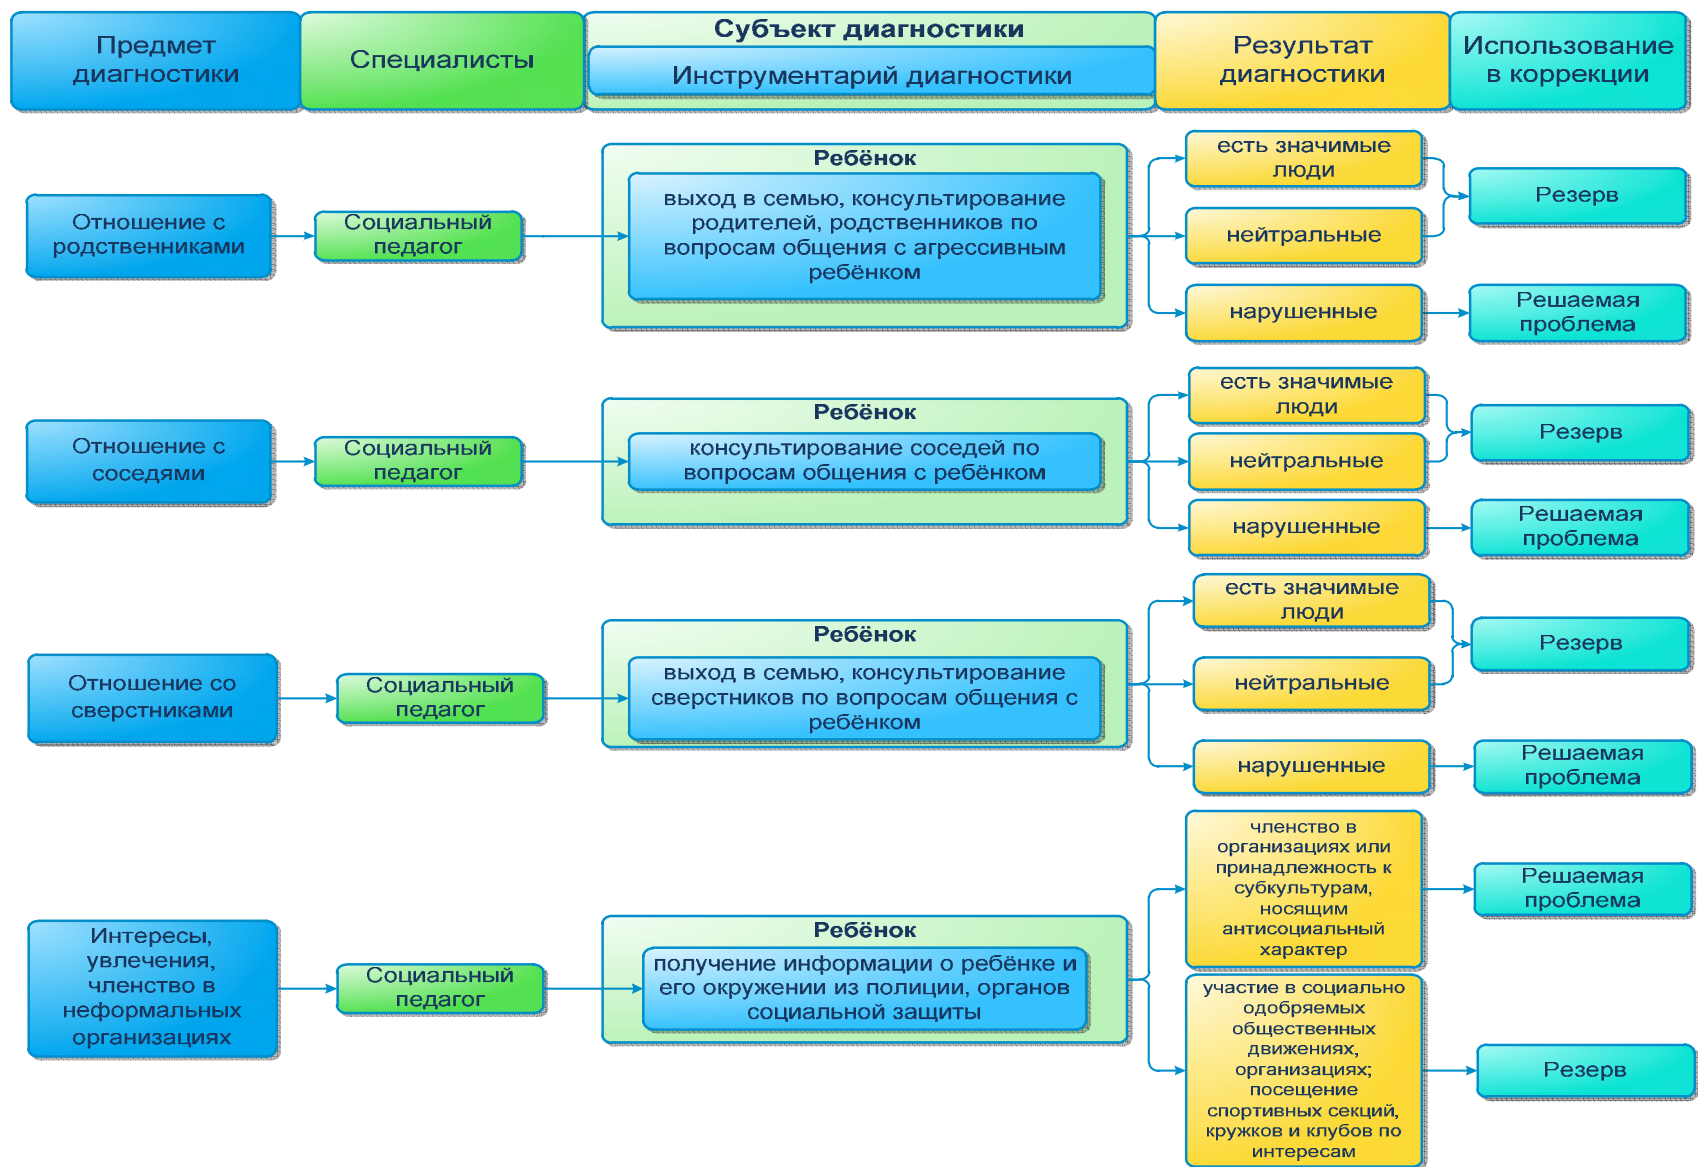 Предмет
диагностики
Специалисты
Субъект диагностики
Инструментарий диагностики
Результат
диагностики
Использование
в коррекции
Отношение с
родственниками
Социальный
педагог
Ребёнок
выход в семью, консультирование
родителей, родственников по
вопросам общения с агрессивным
ребёнком
есть значимые
люди
нейтральные
нарушенные
Резерв
Решаемая
проблема
Отношение с
соседями
Социальный
педагог
Ребёнок
консультирование соседей по
вопросам общения с ребёнком
есть значимые
люди
нейтральные
нарушенные
Резерв
Решаемая
проблема
Отношение со
сверстниками
Социальный
педагог
Ребёнок
выход в семью, консультирование
сверстников по вопросам общения с
ребёнком
есть значимые
люди
нейтральные
нарушенные
Резерв
Решаемая
проблема
Интересы,
увлечения,
членство в
неформальных
организациях
Социальный
педагог
Ребёнок
получение информации о ребёнке и
его окружении из полиции, органов
социальной защиты
членство в
организациях или
принадлежность к
субкультурам,
носящим
антисоциальный
характер
Решаемая
проблема
участие в социально
одобряемых
общественных
движениях,
организациях;
посещение
спортивных секций,
кружков и клубов по
интересам
Резерв